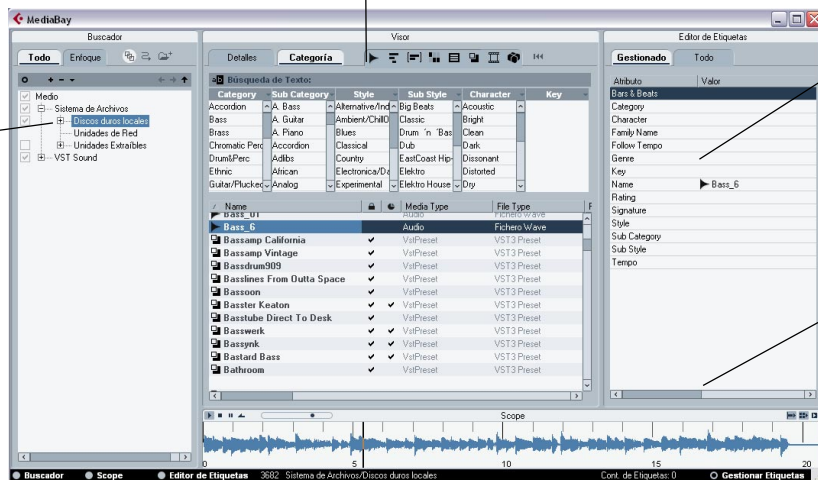 MediaBay
Buscador
Todo
Enfoque
Medio
Sistema de Archivos
Discos duros locales
Unidades de Red
Unidades Extraíbles
VST Sound
Visor
Detalles
Categoría
Búsqueda de Texto:
Category Sub Category Style Sub Style Character Key
Accordion A. Bass Alternative/Ind Big Beats Acoustic
Bass A. Guitar Ambient/ChillO Classic Bright
Brass A. Piano Blues Drum ´n ´Bas Clean
Chromatic Perc Accordion Classical Dub Dark
Drum&Perc Adlibs Country EastCoast Hip- Dissonant
Ethnic African Electronica/Da Elektro Distorted
Guitar/Plucked Analog Experimental Elektro House Dry
Name Media Type File Type
Bass_01 Audio Fichero Wave
Bass_6 Audio Fichero Wave
Bassamp California VstPreset VST3 Preset
Bassamp Vintage VstPreset VST3 Preset
Bassdrum909 VstPreset VST3 Preset
Basslines From Outta Space VstPreset VST3 Preset
Bassoon VstPreset VST3 Preset
Basster Keaton VstPreset VST3 Preset
Basstube Direct To Desk VstPreset VST3 Preset
Basswerk VstPreset VST3 Preset
Bassynk VstPreset VST3 Preset
Bastard Bass VstPreset VST3 Preset
Bathroom VstPreset VST3 Preset
Editor de Etiquetas
Gestionado
Todo
Atributo Valor
Bars & Beats
Category
Character
Family Name
Follow Tempo
Genre
Key
Name Bass_6
Rating
Signature
Style
Sub Category
Sub Style
Tempo
Scope
0 5 10 15 20
Buscador Scope Editor de Etiquetas 3682 Sistema de Archivos/Discos duros locales Cont. de Etiquetas: 0 Gestionar Etiquetas